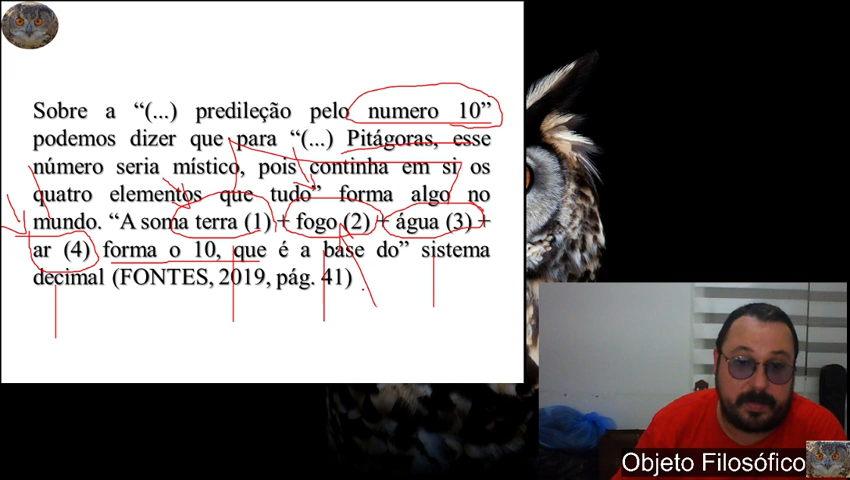 Sobre a “(...) predileção pelo numero 10”
podemos dizer que para “(...) Pitágoras, esse
número seria místico, pois continha em si os
quatro elementos que tudo” forma algo no
mundo. “A soma terra (1) + fogo (2) + água (3) +
ar (4) forma o 10, que é a base do” sistema
decimal (FONTES, 2019, pág. 41)
Objeto Filosófico